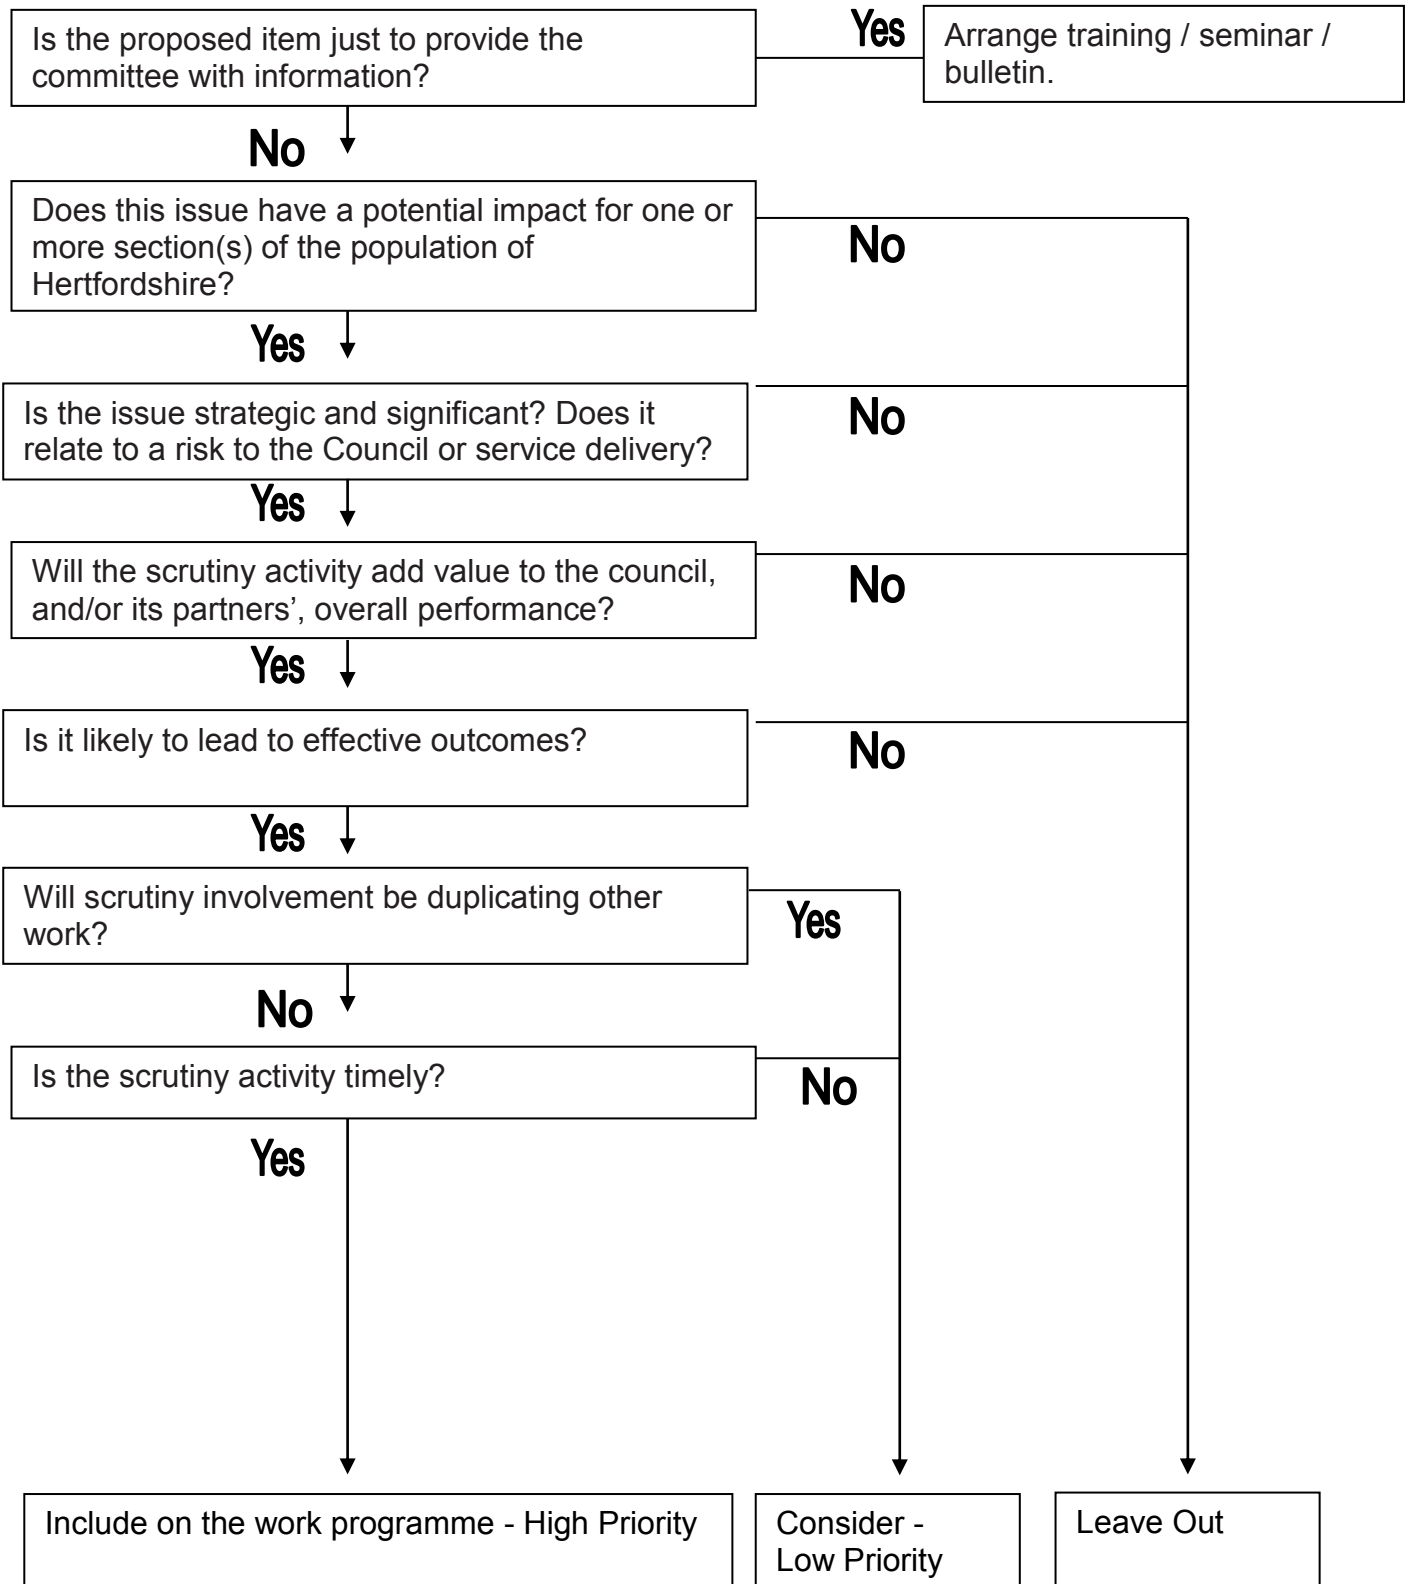 Is the proposed item just to provide the
committee with information?
Yes
Arrange training / seminar /
bulletin.
No
Does this issue have a potential impact for one or
more section(s) of the population of
Hertfordshire?
No
Yes
Is the issue strategic and significant? Does it
relate to a risk to the Council or service delivery?
No
Yes
Will the scrutiny activity add value to the council,
and/or its partners’, overall performance?
No
Yes
Is it likely to lead to effective outcomes?
No
Yes
Will scrutiny involvement be duplicating other
work?
Yes
No
Is the scrutiny activity timely?
No
Yes
Include on the work programme - High Priority
Consider -
Low Priority
Leave Out